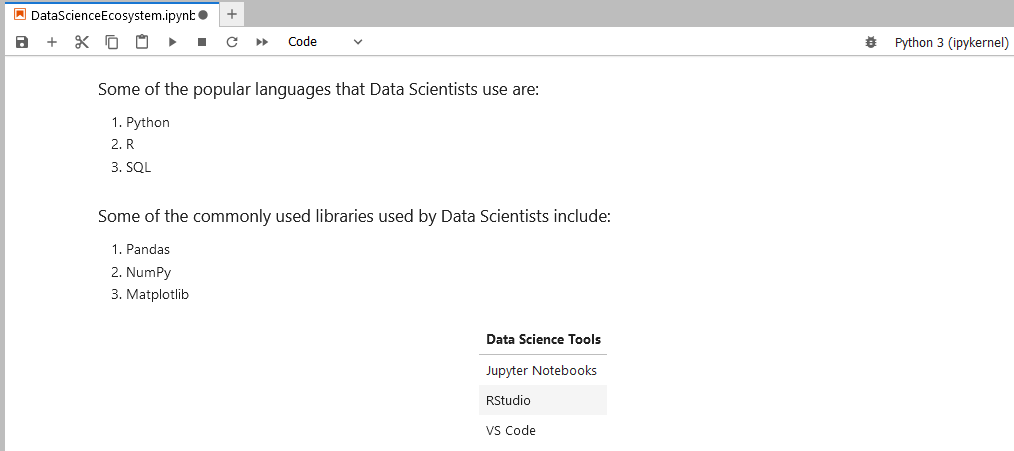 DataScienceEcosystem.ipynb
Code
Python 3 (ipykernel)
Some of the popular languages that Data Scientists use are:
1. Python
2. R
3. SQL
Some of the commonly used libraries used by Data Scientists include:
1. Pandas
2. NumPy
3. Matplotlib
Data Science Tools
Jupyter Notebooks
RStudio
VS Code